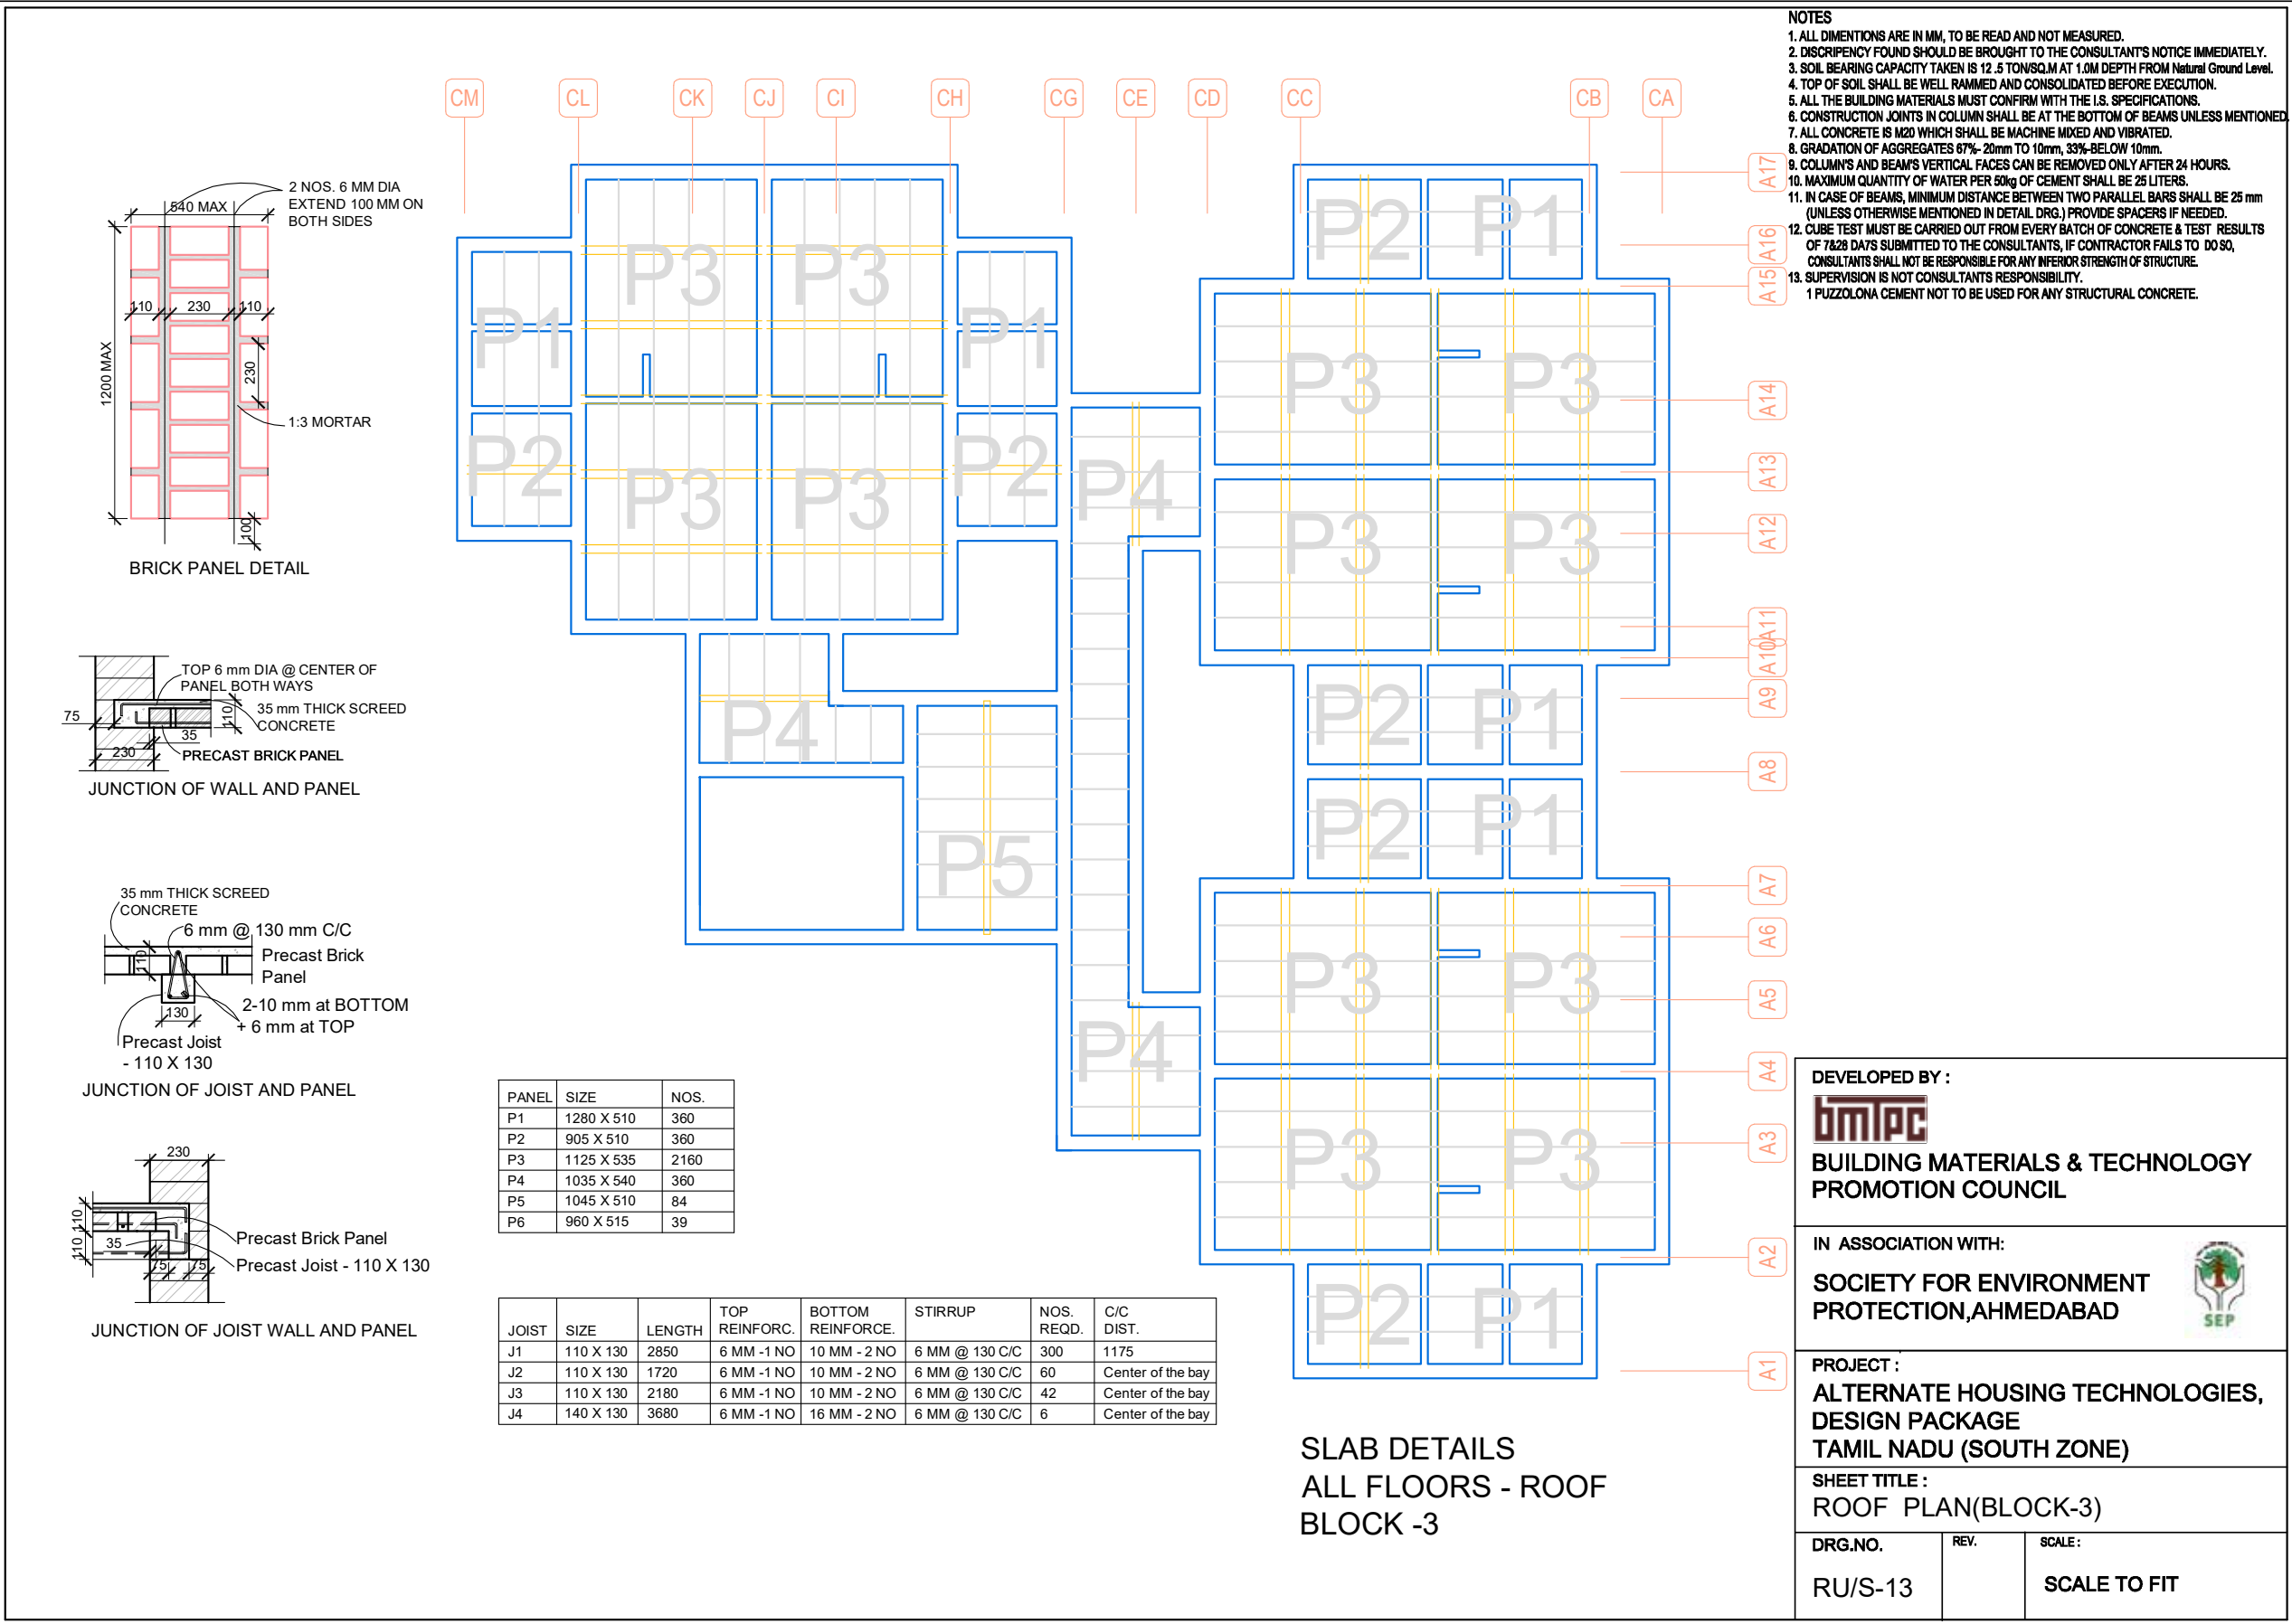 NOTES
1. ALL DIMENTIONS ARE IN MM, TO BE READ AND NOT MEASURED.
2. DISCRIPENCY FOUND SHOULD BE BROUGHT TO THE CONSULTANT'S NOTICE IMMEDIATELY.
3. SOIL BEARING CAPACITY TAKEN IS 12 .5 TON/SQ.M AT 1.0M DEPTH FROM Natural Ground Level.
4. TOP OF SOIL SHALL BE WELL RAMMED AND CONSOLIDATED BEFORE EXECUTION.
5. ALL THE BUILDING MATERIALS MUST CONFIRM WITH THE I.S. SPECIFICATIONS.
6. CONSTRUCTION JOINTS IN COLUMN SHALL BE AT THE BOTTOM OF BEAMS UNLESS MENTIONED.
7. ALL CONCRETE IS M20 WHICH SHALL BE MACHINE MIXED AND VIBRATED.
8. GRADATION OF AGGREGATES 67%- 20mm TO 10mm, 33%-BELOW 10mm.
9. COLUMN'S AND BEAM'S VERTICAL FACES CAN BE REMOVED ONLY AFTER 24 HOURS.
10. MAXIMUM QUANTITY OF WATER PER 50kg OF CEMENT SHALL BE 25 LITERS.
11. IN CASE OF BEAMS, MINIMUM DISTANCE BETWEEN TWO PARALLEL BARS SHALL BE 25 mm
(UNLESS OTHERWISE MENTIONED IN DETAIL DRG.) PROVIDE SPACERS IF NEEDED.
12. CUBE TEST MUST BE CARRIED OUT FROM EVERY BATCH OF CONCRETE & TEST RESULTS
OF 7&28 DA7S SUBMITTED TO THE CONSULTANTS, IF CONTRACTOR FAILS TO DO SO,
CONSULTANTS SHALL NOT BE RESPONSIBLE FOR ANY INFERIOR STRENGTH OF STRUCTURE.
13. SUPERVISION IS NOT CONSULTANTS RESPONSIBILITY.
1 PUZZOLONA CEMENT NOT TO BE USED FOR ANY STRUCTURAL CONCRETE.
CM CL CK CJ CI CH CG CE CD CC CB CA
A17
A16
A15
A14
A13
A12
A11
A10
A9
A8
A7
A6
A5
A4
A3
A2
A1
P2 P1
P3 P3
P1 P1
P3 P3
P2 P3 P3 P2 P4
P3 P3
P4 P2 P1
P5 P2 P1
P3 P3
P4
P3 P3
P2 P1
2 NOS. 6 MM DIA
EXTEND 100 MM ON
BOTH SIDES
540 MAX
110 230 110
1200 MAX
230
1:3 MORTAR
100
BRICK PANEL DETAIL
TOP 6 mm DIA @ CENTER OF
PANEL BOTH WAYS
35 mm THICK SCREED
CONCRETE
75
110
35
230
PRECAST BRICK PANEL
JUNCTION OF WALL AND PANEL
35 mm THICK SCREED
CONCRETE
6 mm @ 130 mm C/C
Precast Brick
Panel
110
2-10 mm at BOTTOM
+ 6 mm at TOP
130
Precast Joist
- 110 X 130
JUNCTION OF JOIST AND PANEL
230
110
110
35
75 75
Precast Brick Panel
Precast Joist - 110 X 130
JUNCTION OF JOIST WALL AND PANEL
PANEL SIZE NOS.
P1 1280 X 510 360
P2 905 X 510 360
P3 1125 X 535 2160
P4 1035 X 540 360
P5 1045 X 510 84
P6 960 X 515 39
JOIST SIZE LENGTH TOP REINFORC. BOTTOM REINFORCE. STIRRUP NOS. REQD. C/C DIST.
J1 110 X 130 2850 6 MM -1 NO 10 MM - 2 NO 6 MM @ 130 C/C 300 1175
J2 110 X 130 1720 6 MM -1 NO 10 MM - 2 NO 6 MM @ 130 C/C 60 Center of the bay
J3 110 X 130 2180 6 MM -1 NO 10 MM - 2 NO 6 MM @ 130 C/C 42 Center of the bay
J4 140 X 130 3680 6 MM -1 NO 16 MM - 2 NO 6 MM @ 130 C/C 6 Center of the bay
SLAB DETAILS
ALL FLOORS - ROOF
BLOCK -3
DEVELOPED BY :
bmTPC
BUILDING MATERIALS & TECHNOLOGY
PROMOTION COUNCIL
IN ASSOCIATION WITH:
SOCIETY FOR ENVIRONMENT
PROTECTION,AHMEDABAD
SEP
PROJECT :
ALTERNATE HOUSING TECHNOLOGIES,
DESIGN PACKAGE
TAMIL NADU (SOUTH ZONE)
SHEET TITLE :
ROOF PLAN(BLOCK-3)
DRG.NO. REV. SCALE :
RU/S-13 SCALE TO FIT